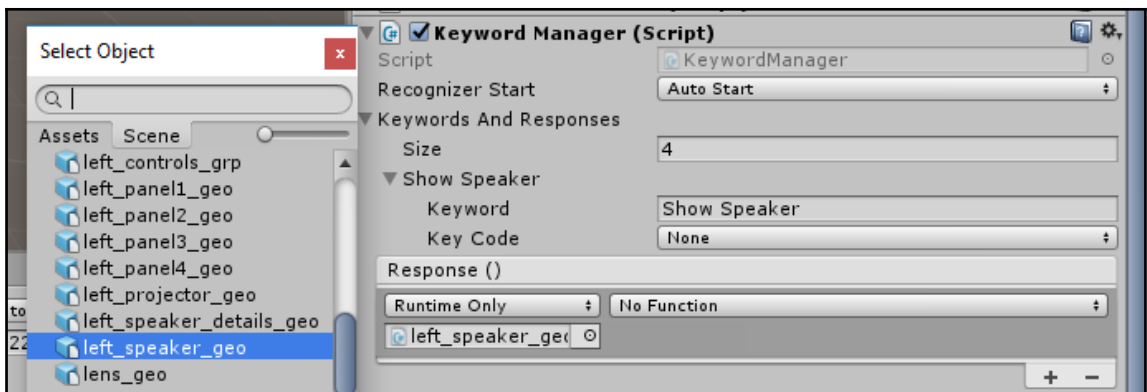 Select Object
x
Assets Scene
left_controls_grp
left_panel1_geo
left_panel2_geo
left_panel3_geo
left_panel4_geo
left_projector_geo
left_speaker_details_geo
left_speaker_geo
lens_geo
to
22
Keyword Manager (Script)
Script KeywordManager
Recognizer Start Auto Start
Keywords And Responses
Size 4
Show Speaker
Keyword Show Speaker
Key Code None
Response ()
Runtime Only No Function
left_speaker_geo
+ −